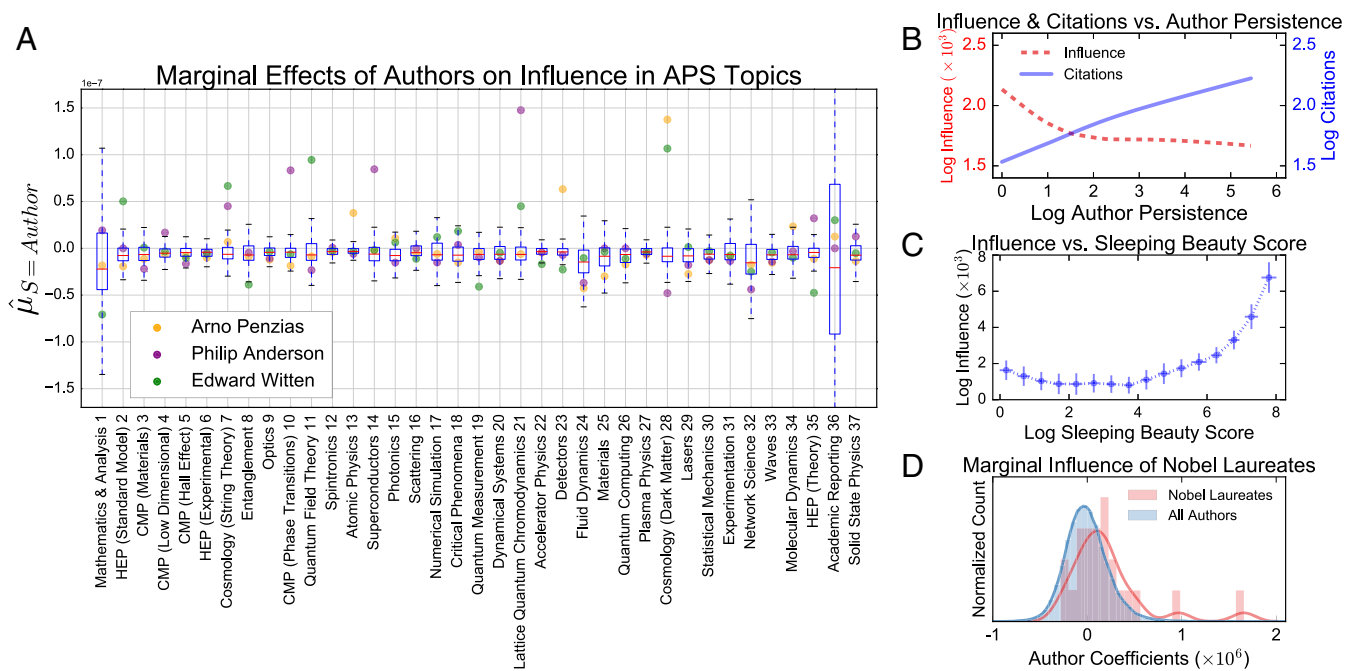 A
Marginal Effects of Authors on Influence in APS Topics
1e-7
1.5
1.0
0.5
0.0
−0.5
−1.0
−1.5
μ̂S=Author
Arno Penzias
Philip Anderson
Edward Witten
Mathematics & Analysis 1
HEP (Standard Model) 2
CMP (Materials) 3
CMP (Low Dimensional) 4
CMP (Hall Effect) 5
HEP (Experimental) 6
Cosmology (String Theory) 7
Entanglement 8
Optics 9
CMP (Phase Transitions) 10
Quantum Field Theory 11
Spintronics 12
Atomic Physics 13
Superconductors 14
Photonics 15
Scattering 16
Numerical Simulation 17
Critical Phenomena 18
Quantum Measurement 19
Dynamical Systems 20
Lattice Quantum Chromodynamics 21
Accelerator Physics 22
Detectors 23
Fluid Dynamics 24
Materials 25
Quantum Computing 26
Plasma Physics 27
Cosmology (Dark Matter) 28
Lasers 29
Statistical Mechanics 30
Experimentation 31
Network Science 32
Waves 33
Molecular Dynamics 34
HEP (Theory) 35
Academic Reporting 36
Solid State Physics 37
B
Influence & Citations vs. Author Persistence
Log Influence (×10³)
2.5
2.0
1.5
Influence
Citations
2.5
2.0
1.5
Log Citations
0 1 2 3 4 5 6
Log Author Persistence
C
Influence vs. Sleeping Beauty Score
Log Influence (×10³)
8
6
4
2
0
0 2 4 6 8
Log Sleeping Beauty Score
D
Marginal Influence of Nobel Laureates
Normalized Count
Nobel Laureates
All Authors
-1 0 1 2
Author Coefficients (×10⁶)